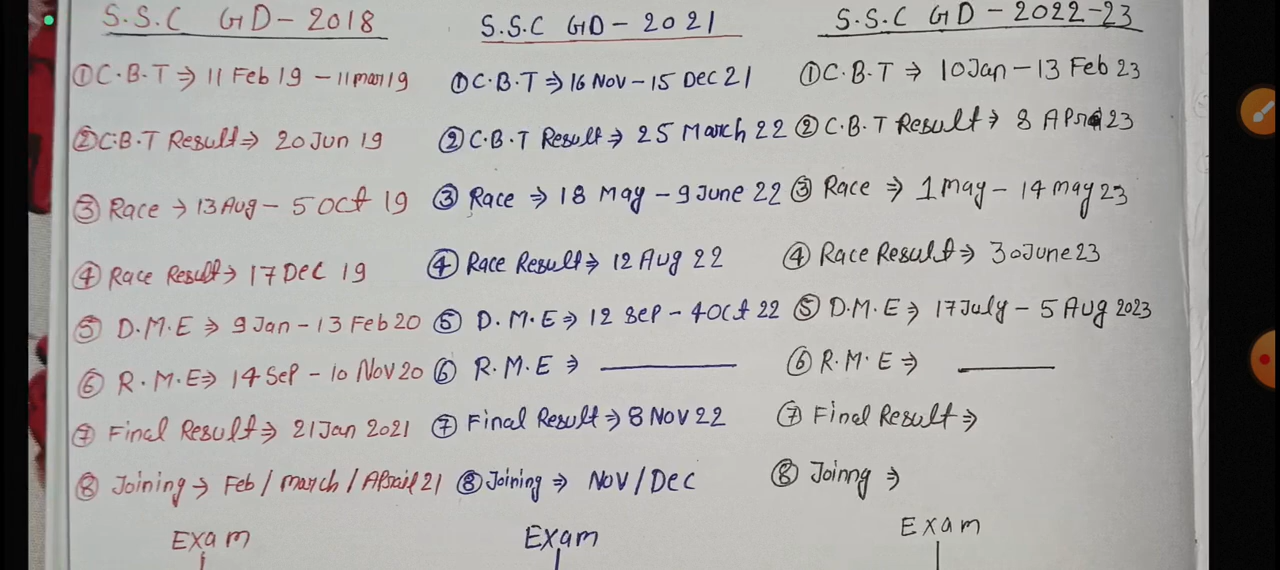 S.S.C GD - 2018
① C.B.T ⇒ 11 Feb 19 - 11 mar 19
② C.B.T Result ⇒ 20 Jun 19
③ Race → 13 Aug - 5 Oct 19
④ Race Result → 17 Dec 19
⑤ D.M.E ⇒ 9 Jan - 13 Feb 20
⑥ R.M.E ⇒ 14 Sep - 10 Nov 20
⑦ Final Result ⇒ 21 Jan 2021
⑧ Joining → Feb / march / APrail 21
Exam
S.S.C GD - 2021
① C.B.T ⇒ 16 Nov - 15 Dec 21
② C.B.T Result ⇒ 25 March 22
③ Race ⇒ 18 May - 9 June 22
④ Race Result ⇒ 12 Aug 22
⑤ D.M.E ⇒ 12 Sep - 4 Oct 22
⑥ R.M.E ⇒ ———
⑦ Final Result ⇒ 8 Nov 22
⑧ Joining ⇒ Nov / Dec
Exam
S.S.C GD - 2022-23
① C.B.T ⇒ 10 Jan - 13 Feb 23
② C.B.T Result ⇒ 8 23
③ Race ⇒ 1 may - 14 may 23
④ Race Result ⇒ 30 June 23
⑤ D.M.E ⇒ 17 July - 5 Aug 2023
⑥ R.M.E ⇒ ———
⑦ Final Result ⇒
⑧ Joinng ⇒
Exam